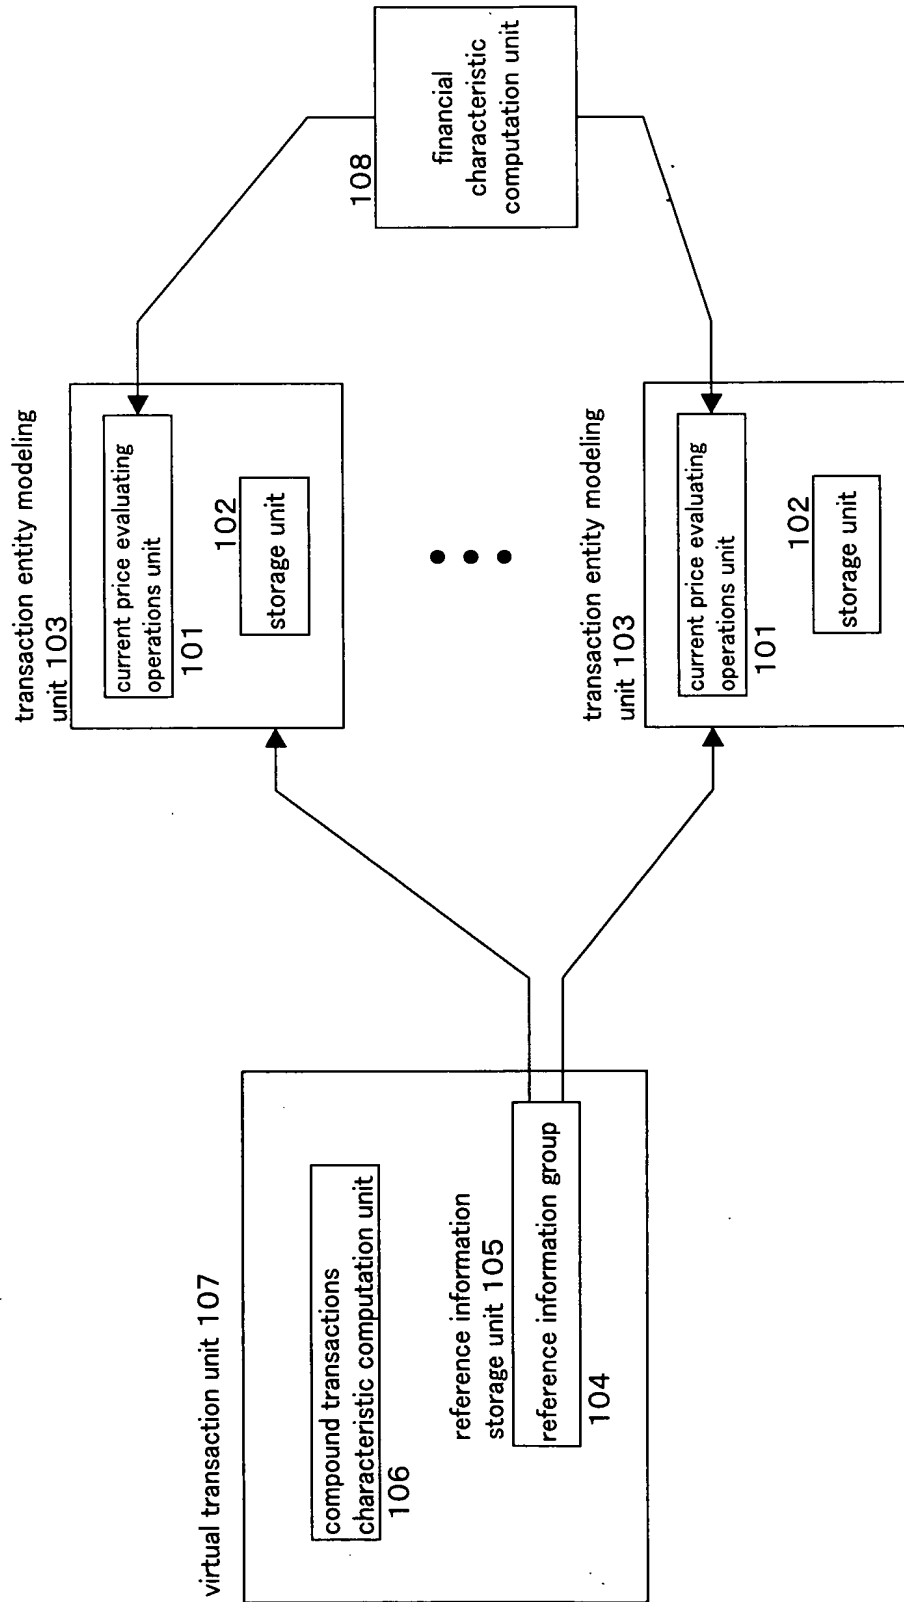 virtual transaction unit 107
compound transactions
characteristic computation unit
106
reference information
storage unit 105
reference information group
104
transaction entity modeling
unit 103
current price evaluating
operations unit
101
102
storage unit
transaction entity modeling
unit 103
current price evaluating
operations unit
101
102
storage unit
108
financial
characteristic
computation unit